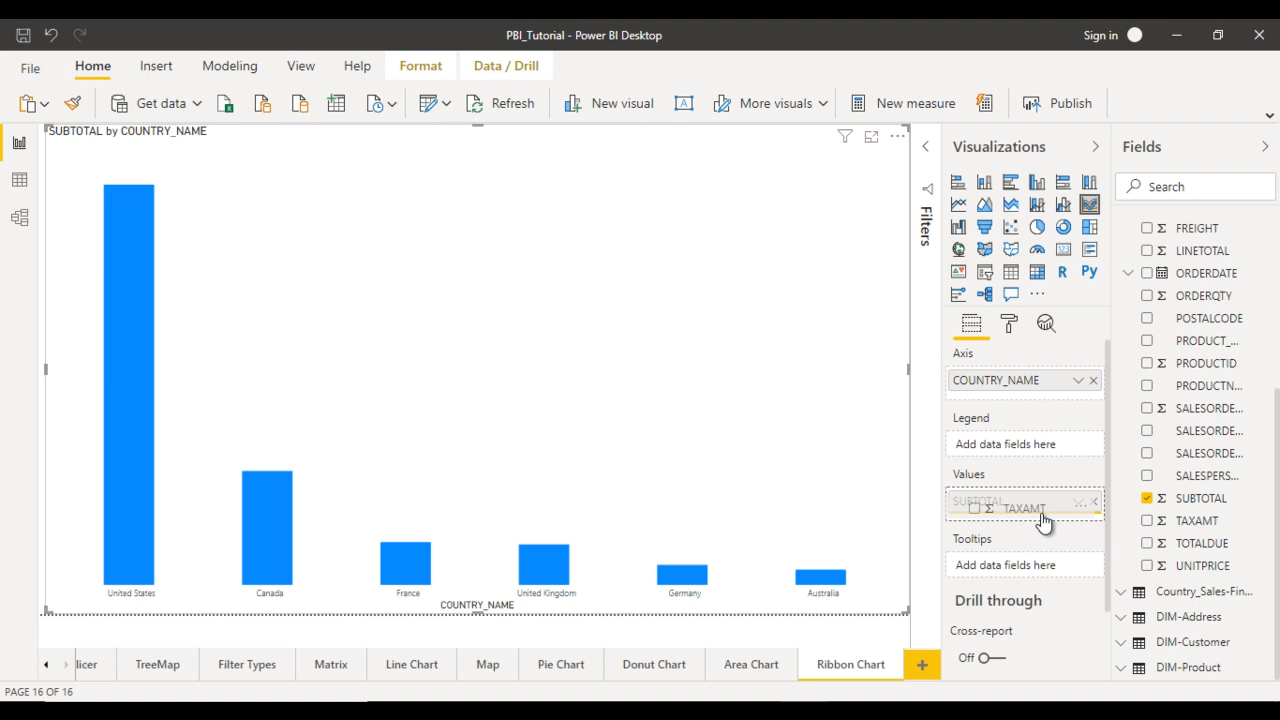 PBI_Tutorial - Power BI Desktop
Sign in
File
Home
Insert
Modeling
View
Help
Format
Data / Drill
Get data
Refresh
New visual
More visuals
New measure
Publish
SUBTOTAL by COUNTRY_NAME
United States
Canada
France
United Kingdom
Germany
Australia
COUNTRY_NAME
Filters
Visualizations
R
Py
123
Axis
COUNTRY_NAME
Legend
Add data fields here
Values
SUBTOTAL
Σ TAXAMT
Tooltips
Add data fields here
Drill through
Cross-report
Off
Fields
Search
Σ FREIGHT
Σ LINETOTAL
ORDERDATE
Σ ORDERQTY
POSTALCODE
PRODUCT_...
Σ PRODUCTID
PRODUCTN...
Σ SALESORDE...
SALESORDE...
SALESORDE...
SALESPERS...
Σ SUBTOTAL
Σ TAXAMT
Σ TOTALDUE
Σ UNITPRICE
Country_Sales-Fin...
DIM-Address
DIM-Customer
DIM-Product
licer
TreeMap
Filter Types
Matrix
Line Chart
Map
Pie Chart
Donut Chart
Area Chart
Ribbon Chart
PAGE 16 OF 16